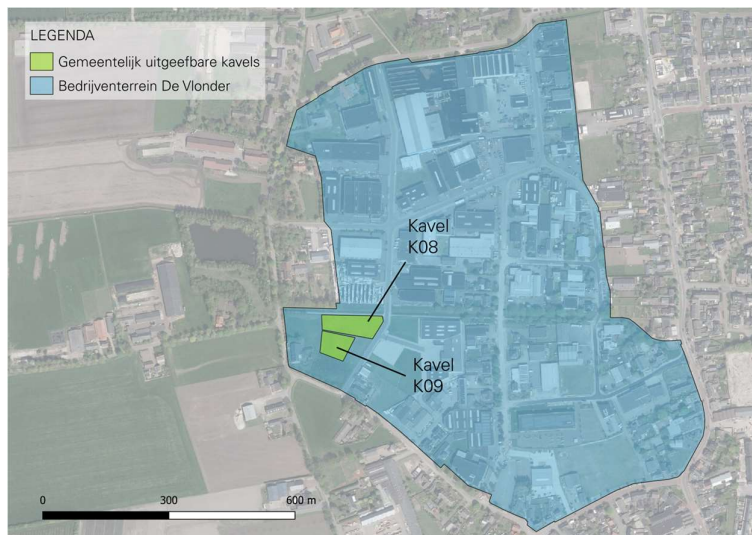 LEGENDA
Gemeentelijk uitgeefbare kavels
Bedrijventerrein De Vlonder
Kavel
K08
Kavel
K09
0 300 600 m